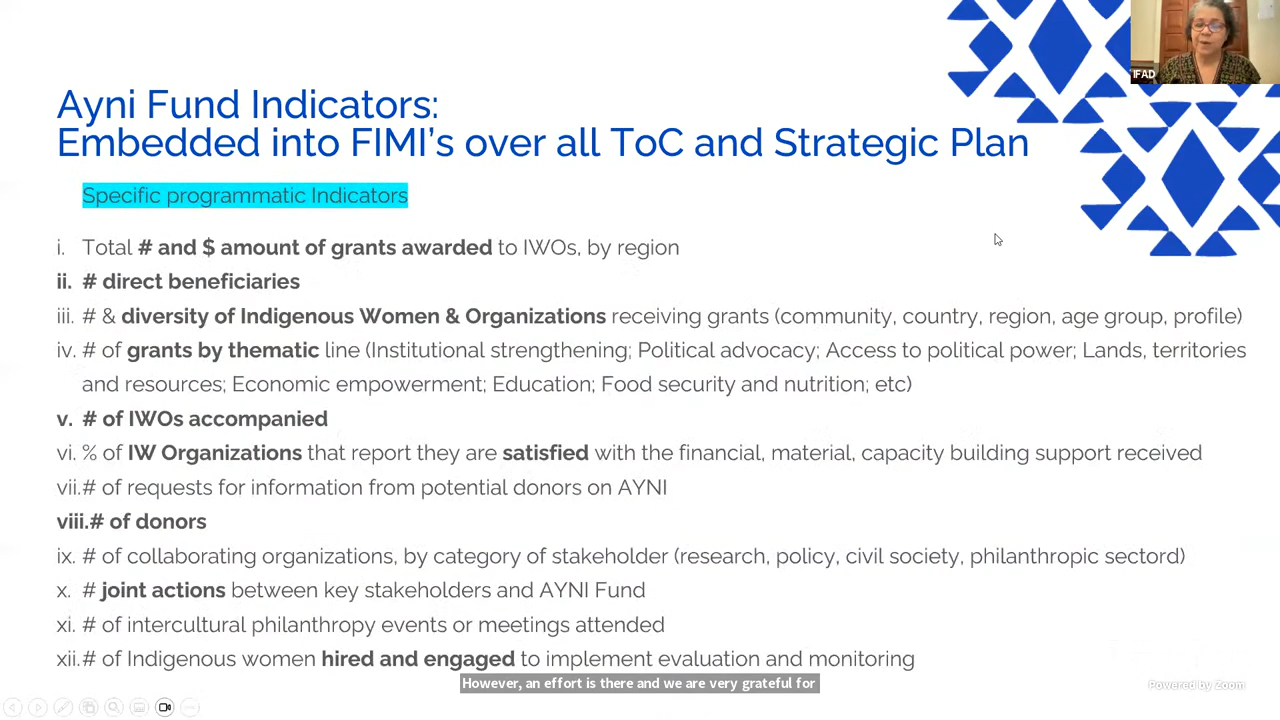 IFAD
Ayni Fund Indicators:
Embedded into FIMI's over all ToC and Strategic Plan
Specific programmatic Indicators
i. Total # and $ amount of grants awarded to IWOs, by region
ii. # direct beneficiaries
iii. # & diversity of Indigenous Women & Organizations receiving grants (community, country, region, age group, profile)
iv. # of grants by thematic line (Institutional strengthening; Political advocacy; Access to political power; Lands, territories
and resources; Economic empowerment; Education; Food security and nutrition; etc)
v. # of IWOs accompanied
vi. % of IW Organizations that report they are satisfied with the financial, material, capacity building support received
vii.# of requests for information from potential donors on AYNI
viii.# of donors
ix. # of collaborating organizations, by category of stakeholder (research, policy, civil society, philanthropic sectord)
x. # joint actions between key stakeholders and AYNI Fund
xi. # of intercultural philanthropy events or meetings attended
xii.# of Indigenous women hired and engaged to implement evaluation and monitoring
However, an effort is there and we are very grateful for
Powered by Zoom